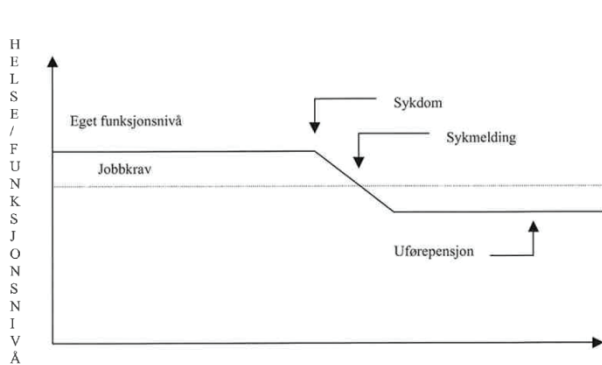 HELSE/FUNKSJONSNIVÅ
Sykdom
Eget funksjonsnivå
Sykmelding
Jobbkrav
Uførepensjon